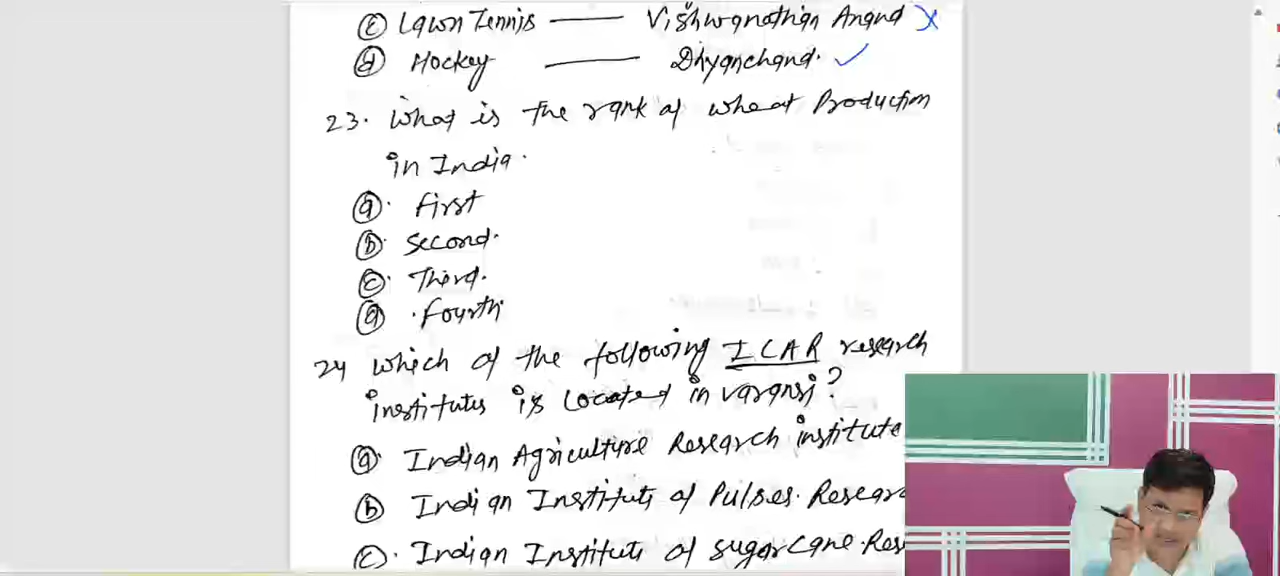 ⓒ Lawn Tennis —— Vishwanathan Anand ✗
ⓓ Hockey —— Dhyanchand. ✓
23. What is the rank of wheat Production
in India.
ⓐ. First
ⓑ. Second.
ⓒ. Third.
ⓓ. Fourth
24 Which of the following ICAR research
institutes is located in varansi?
ⓐ Indian Agriculture Research institute
ⓑ Indian Institute of Pulses. Resear
ⓒ. Indian Institute of sugarcane. Res